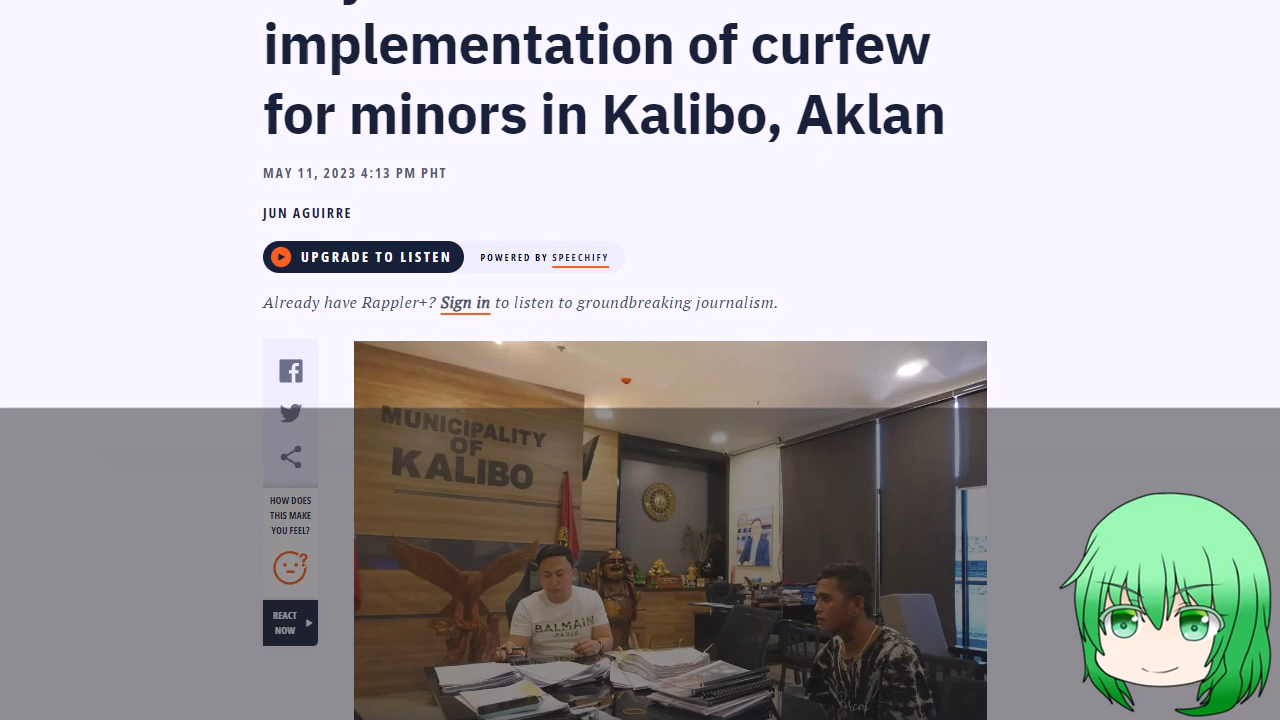 implementation of curfew
for minors in Kalibo, Aklan
MAY 11, 2023 4:13 PM PHT
JUN AGUIRRE
UPGRADE TO LISTEN
POWERED BY SPEECHIFY
Already have Rappler+? Sign in to listen to groundbreaking journalism.
HOW DOES
THIS MAKE
YOU FEEL?
REACT
NOW
MUNICIPALITY
OF
KALIBO
BALMAIN
PARIS